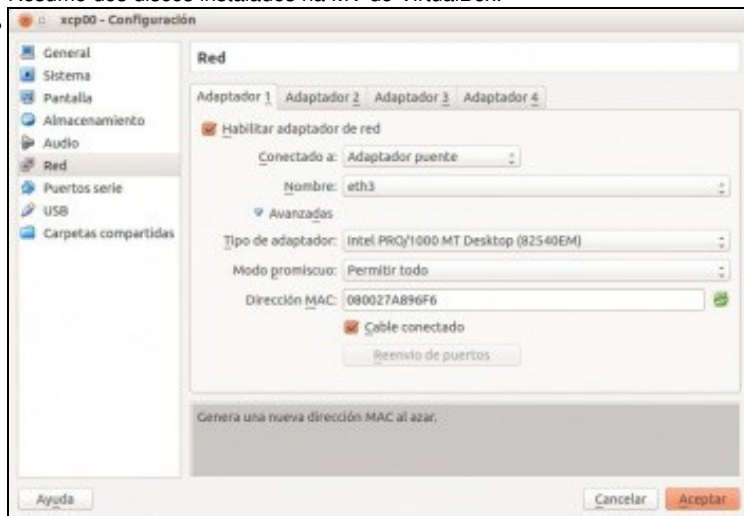 Resumo dos discos instalados na MV de VirtualBox.
xcp00 - Configuración
General
Sistema
Pantalla
Almacenamiento
Audio
Red
Puertos serie
USB
Carpetas compartidas
Red
Adaptador 1 Adaptador 2 Adaptador 3 Adaptador 4
Habilitar adaptador de red
Conectado a: Adaptador puente
Nombre: eth3
Avanzadas
Tipo de adaptador: Intel PRO/1000 MT Desktop (82540EM)
Modo promiscuo: Permitir todo
Dirección MAC: 080027A896F6
Cable conectado
Reenvío de puertos
Genera una nueva dirección MAC al azar.
Ayuda
Cancelar Aceptar